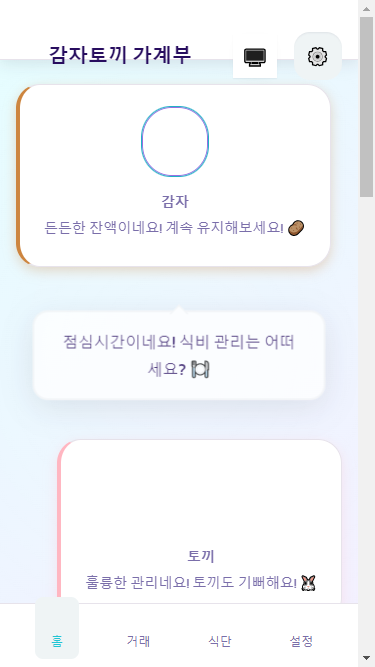 감자토끼 가계부
감자
든든한 잔액이네요! 계속 유지해보세요! 🥔
점심시간이네요! 식비 관리는 어떠
세요? 🍽️
토끼
훌륭한 관리네요! 토끼도 기뻐해요! 🐰
홈 거래 식단 설정